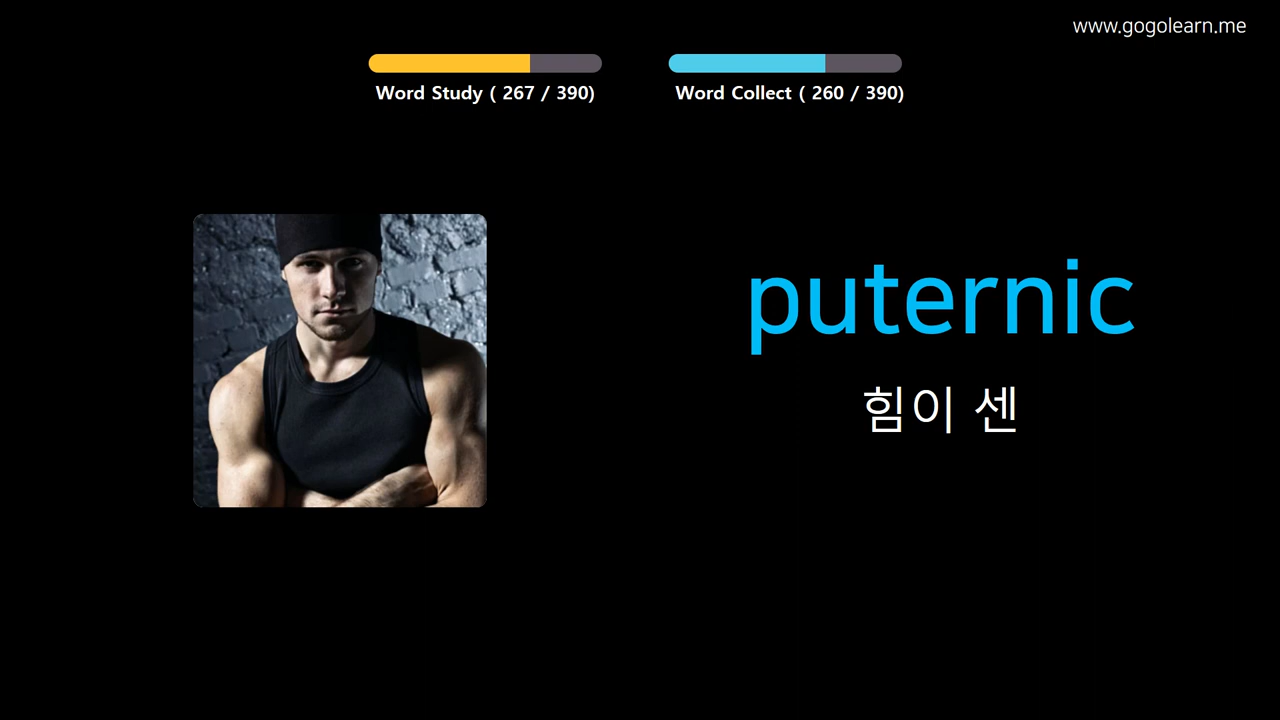 www.gogolearn.me
Word Study ( 267 / 390)
Word Collect ( 260 / 390)
puternic
힘이 센